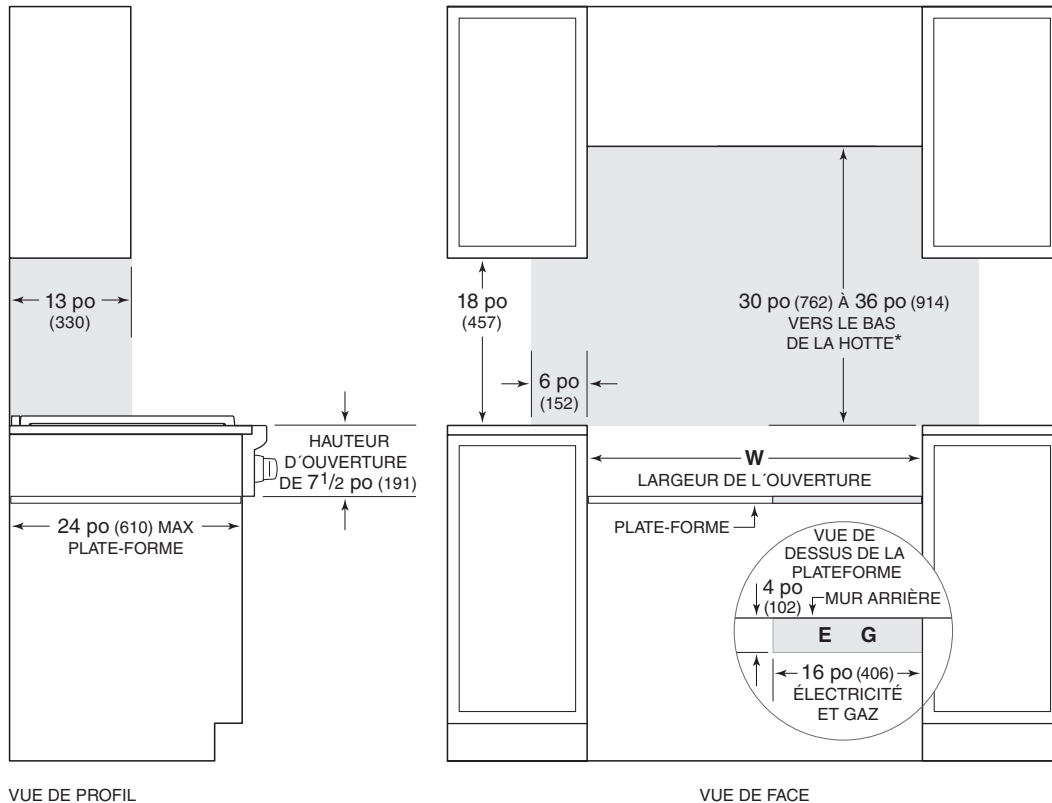 13 po
(330)
HAUTEUR
D´OUVERTURE
DE 7 1/2 po (191)
24 po (610) MAX
PLATE-FORME
VUE DE PROFIL
18 po
(457)
30 po (762) À 36 po (914)
VERS LE BAS
DE LA HOTTE*
6 po
(152)
W
LARGEUR DE L´OUVERTURE
PLATE-FORME
VUE DE
DESSUS DE LA
PLATEFORME
4 po
(102)
MUR ARRIÈRE
E G
16 po (406)
ÉLECTRICITÉ
ET GAZ
VUE DE FACE